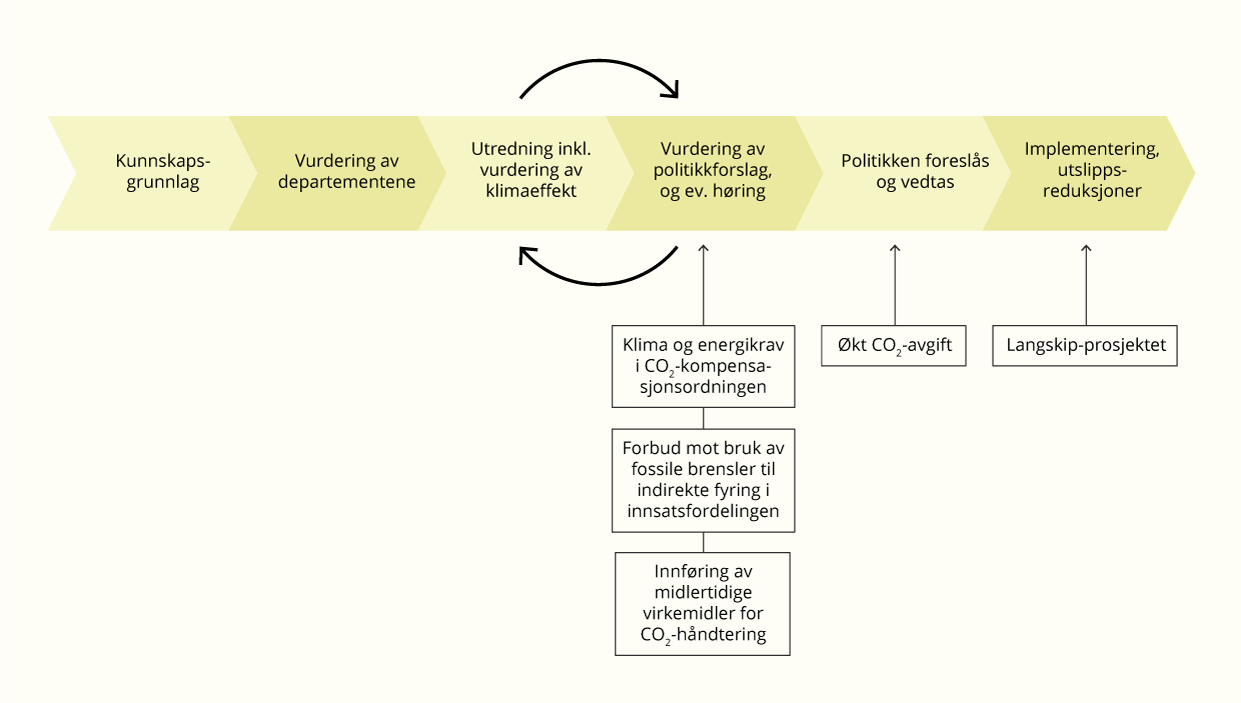 Kunnskaps-
grunnlag
Vurdering av
departementene
Utredning inkl.
vurdering av
klimaeffekt
Vurdering av
politikkforslag,
og ev. høring
Politikken foreslås
og vedtas
Implementering,
utslipps-
reduksjoner
Klima og energikrav
i CO₂-kompensa-
sjonsordningen
Forbud mot bruk av
fossile brensler til
indirekte fyring i
innsatsfordelingen
Innføring av
midlertidige
virkemidler for
CO₂-håndtering
Økt CO₂-avgift
Langskip-prosjektet